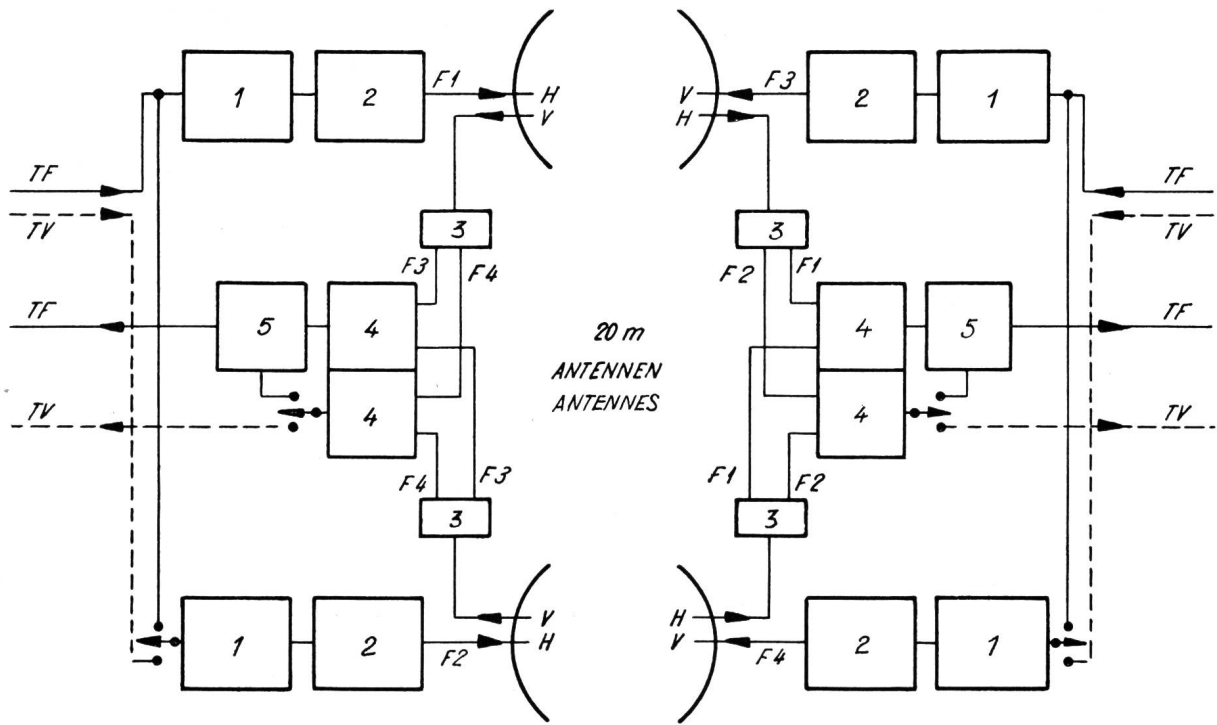 1 2 F1 H V F3 2 1
V H
TF TF
TV 3 3 TV
F3 F4 F2 F1
TF 5 4 20 m 4 5 TF
ANTENNEN
TV 4 ANTENNES 4 TV
F4 F3 F1 F2
3 3
V H
1 2 F2 H V F4 2 1